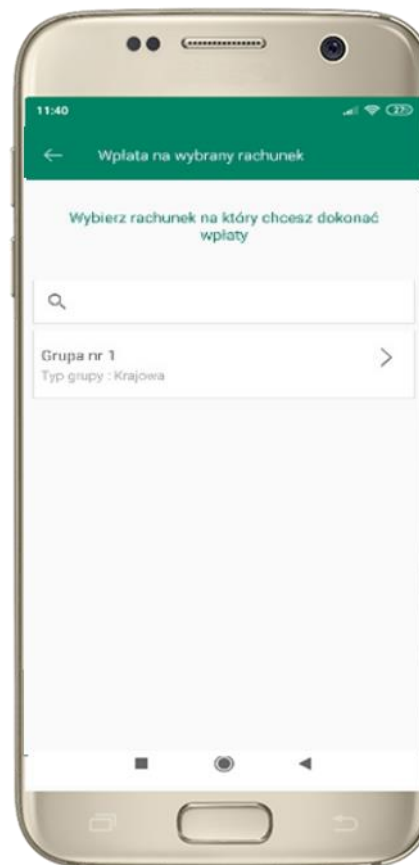 11:40
27
Wpłata na wybrany rachunek
Wybierz rachunek na który chcesz dokonać
wpłaty
Grupa nr 1
Typ grupy : Krajowa